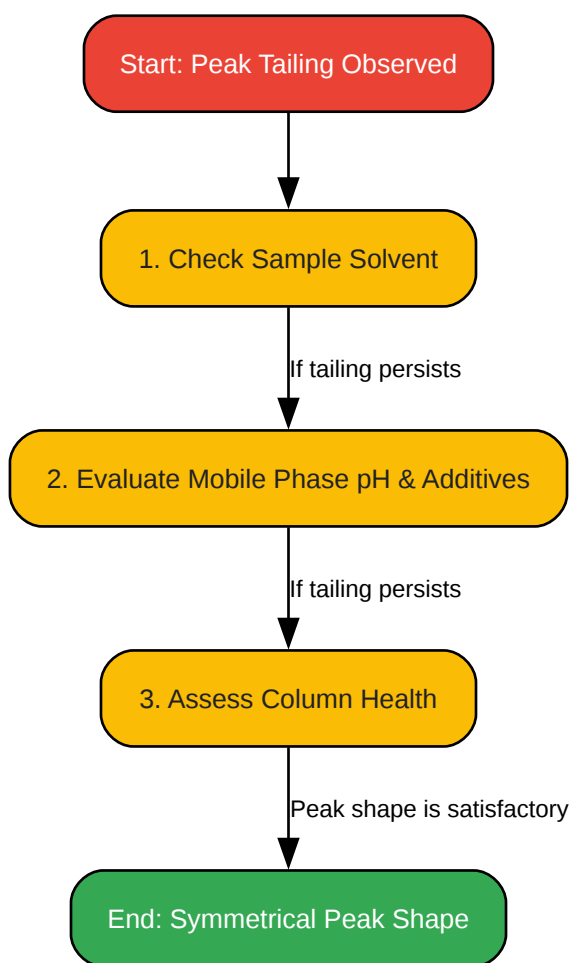 Start: Peak Tailing Observed
1. Check Sample Solvent
If tailing persists
2. Evaluate Mobile Phase pH & Additives
If tailing persists
3. Assess Column Health
Peak shape is satisfactory
End: Symmetrical Peak Shape